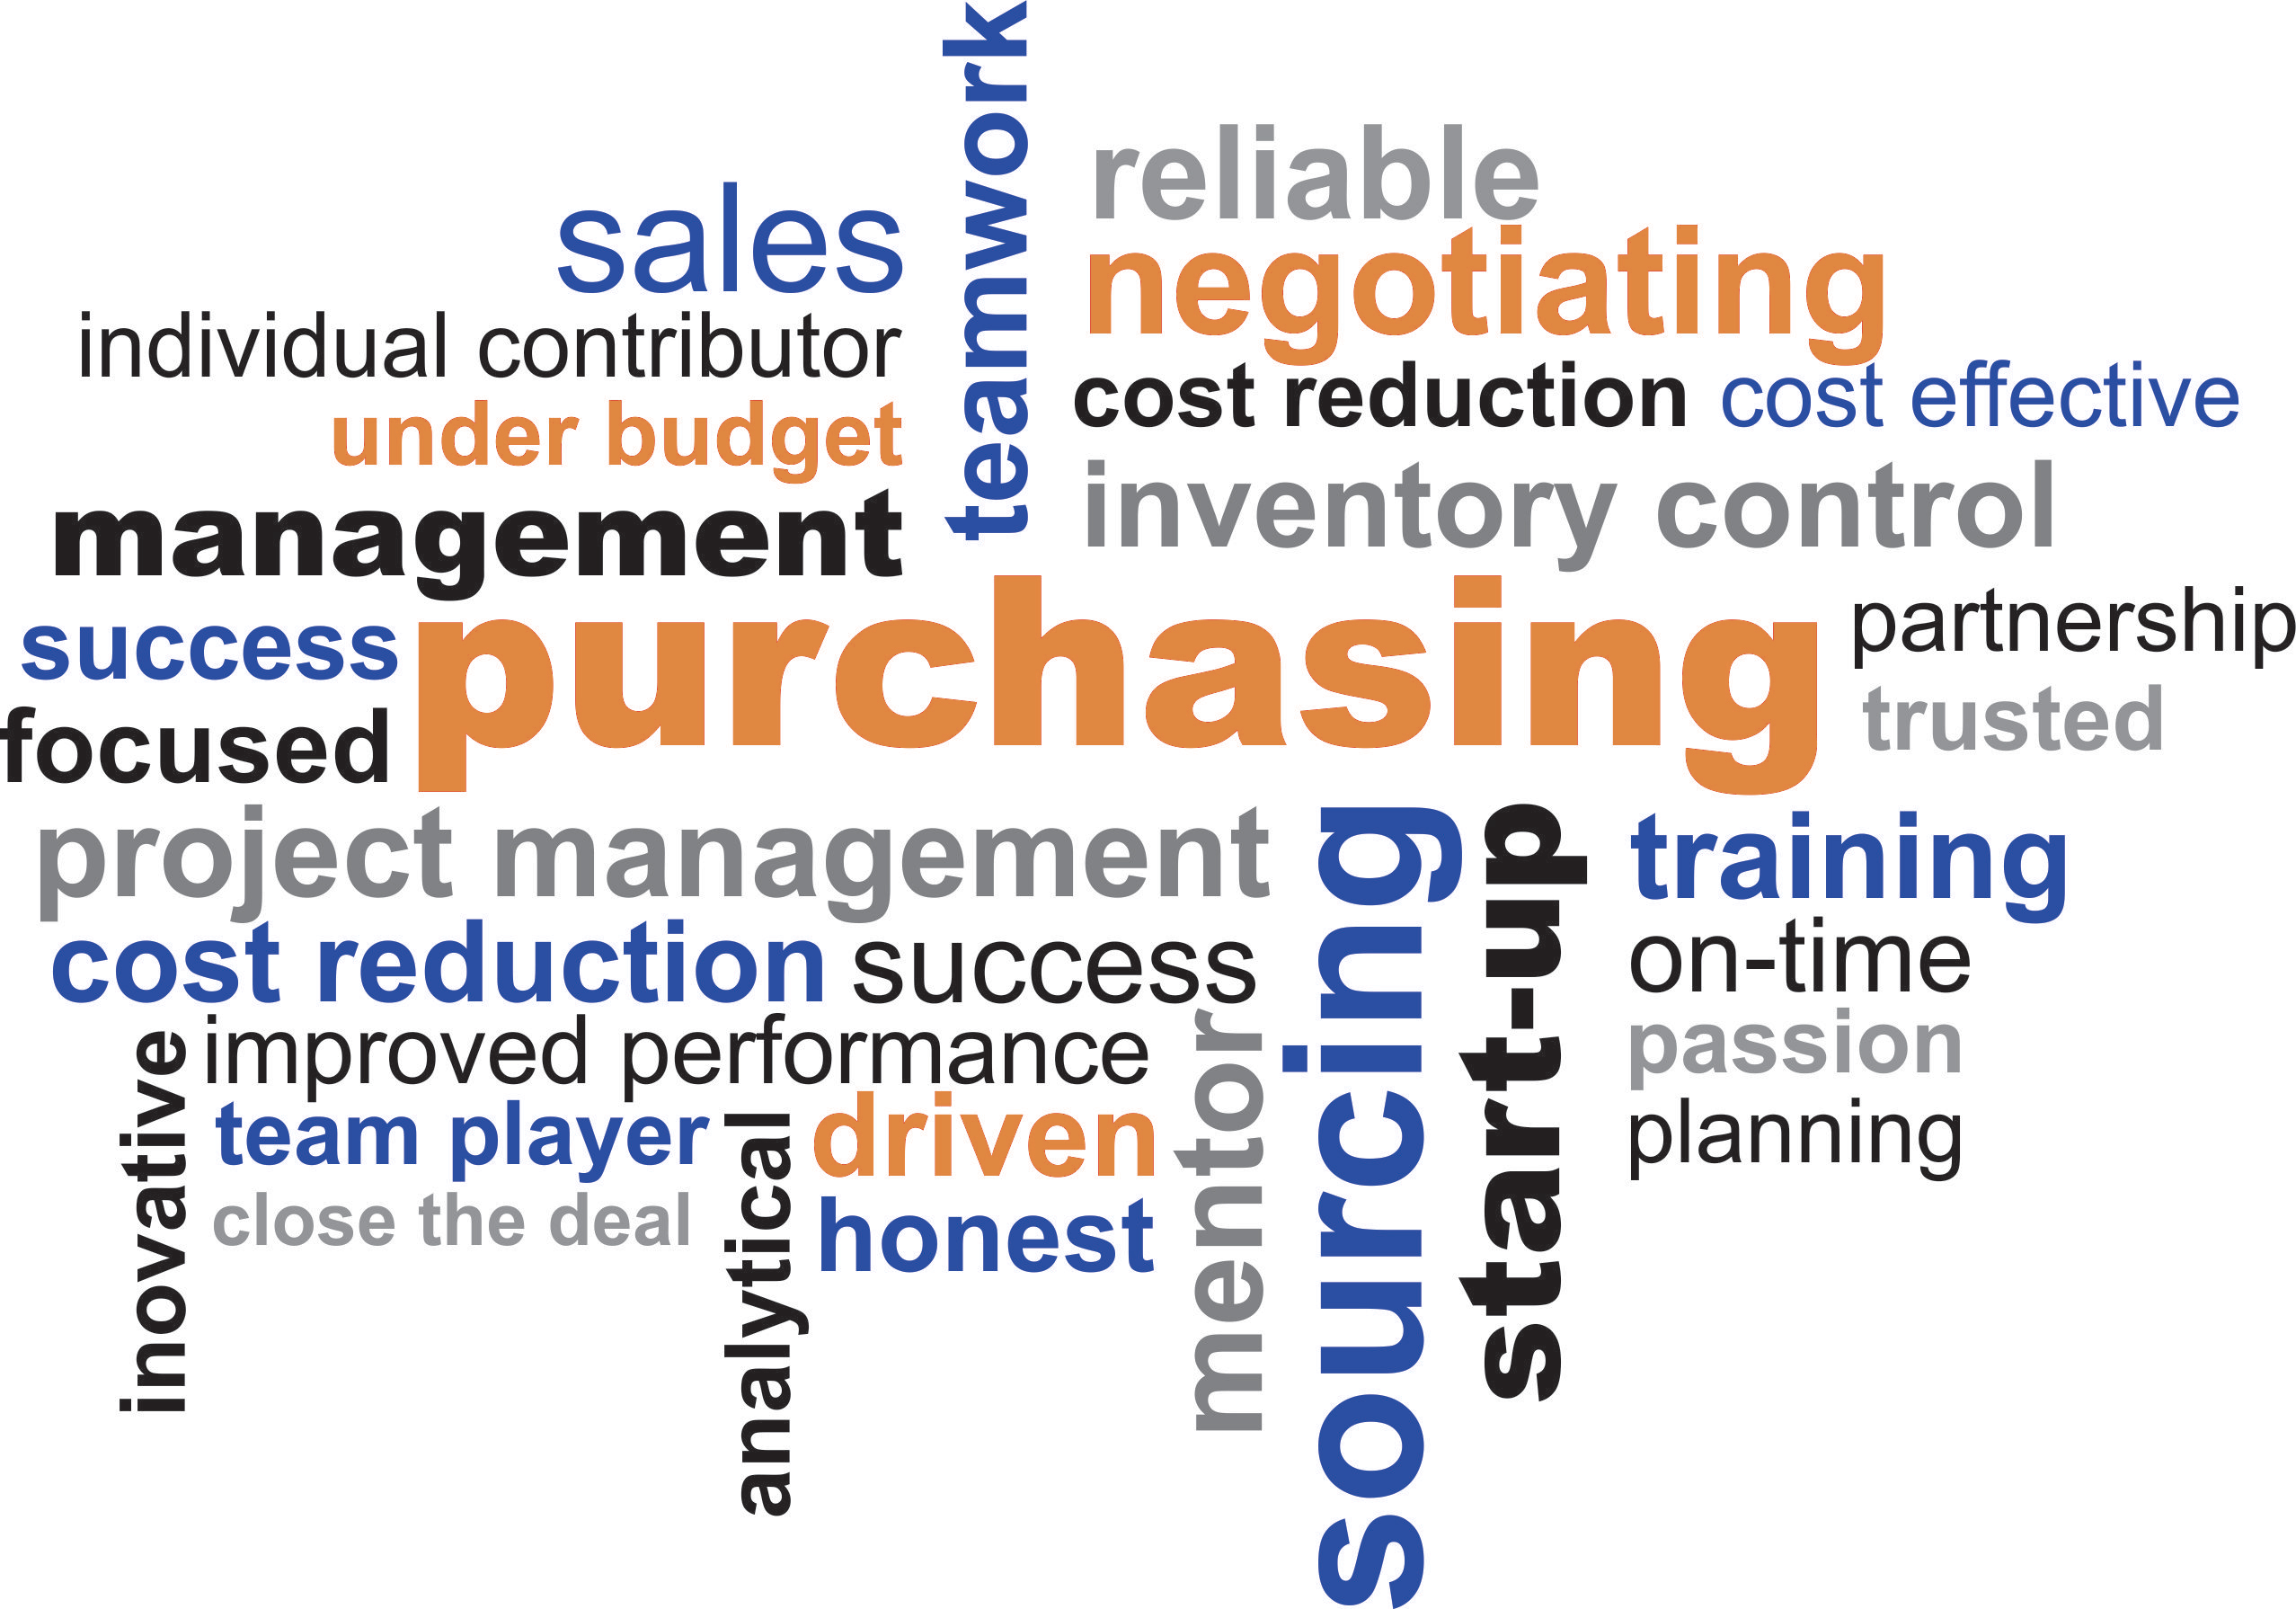 teamwork
reliable
sales
negotiating
individual contributor
cost reduction
cost effective
under budget
inventory control
management
purchasing
partnership
success
trusted
focused
project management
sourcing
start-up
training
cost reduction
success
on-time
inovative
improved performance
mentor
passion
team player
analytical
driven
planning
close the deal
honest